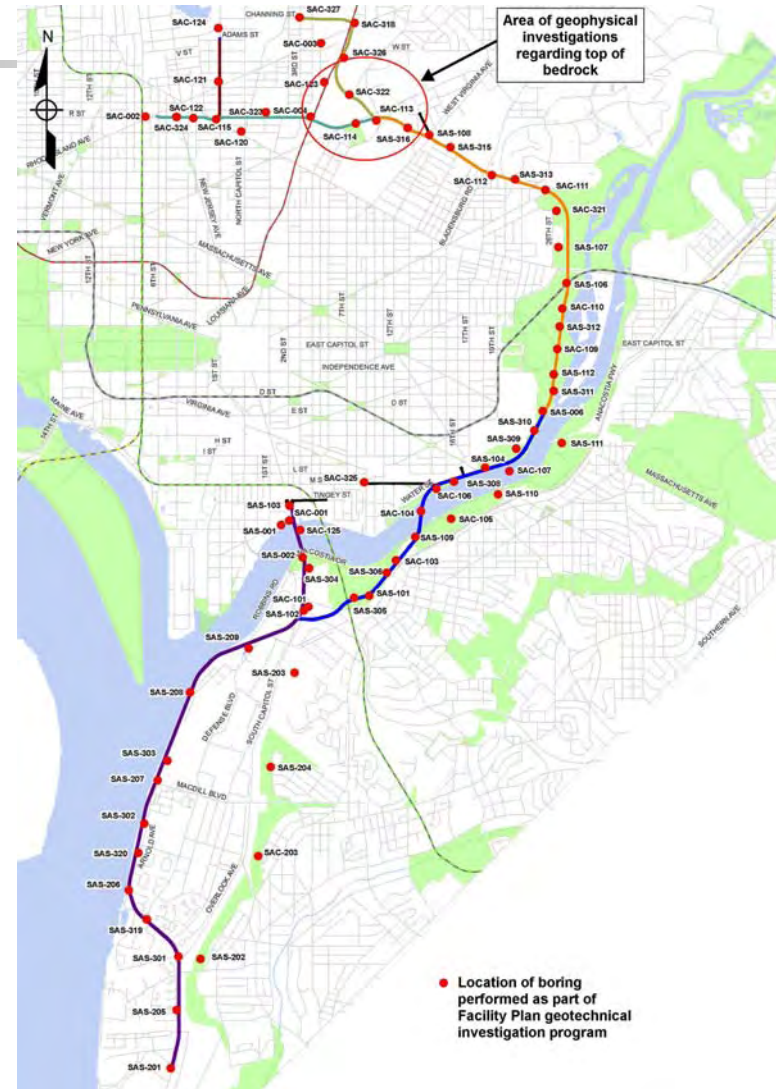 SAC-327
CHANNING ST
SAC-318
SAC-124
ADAMS ST
V ST
SAC-003
3RD ST
W ST
SAC-326
Area of geophysical
investigations
regarding top of
bedrock
N
12TH ST
SAC-121
SAC-123
WEST VIRGINIA AVE
SAC-322
R ST
SAC-002
SAC-122
SAC-323
SAC-004
SAC-113
SAC-324
SAC-115
SAC-120
SAC-114
SAS-316
SAS-108
SAS-315
RHODE ISLAND AVE
VERMONT AVE
NEW JERSEY AVE
NORTH CAPITOL ST
BLADENSBURG RD
SAC-112
SAS-313
SAC-111
SAC-321
26TH ST
SAS-107
NEW YORK AVE
MASSACHUSETTS AVE
12TH ST
6TH ST
LOUISIANA AVE
SAS-106
PENNSYLVANIA AVE
7TH ST
12TH ST
17TH ST
19TH ST
SAC-110
SAS-312
EAST CAPITOL ST
2ND ST
EAST CAPITOL ST
SAC-109
1ST ST
INDEPENDENCE AVE
SAS-112
ANACOSTIA FWY
D ST
D ST
SAS-311
MAINE AVE
VIRGINIA AVE
E ST
SAS-006
14TH ST
SAS-310
H ST
I ST
SAS-309
SAS-111
1ST ST
L ST
M S
SAC-325
SAS-104
SAC-107
MASSACHUSETTS AVE
TINGEY ST
WATER ST
SAS-308
SAC-106
SAS-110
SAS-103
SAC-001
SAC-104
SAC-105
SAS-001
SAC-125
SAS-109
SAS-002
SAC-103
SAS-304
SAS-306
ROBBINS RD
SAC-101
SAS-102
SAS-101
SAS-305
SOUTHERN AVE
SAS-209
SAS-203
SAS-208
DEFENSE BLVD
SOUTH CAPITOL ST
SAS-303
SAS-204
SAS-207
MACDILL BLVD
SAS-302
SAS-320
ARNOLD AVE
SAC-203
SAS-206
OVERLOOK AVE
SAS-319
SAS-301
SAS-202
Location of boring
performed as part of
Facility Plan geotechnical
investigation program
SAS-205
SAS-201